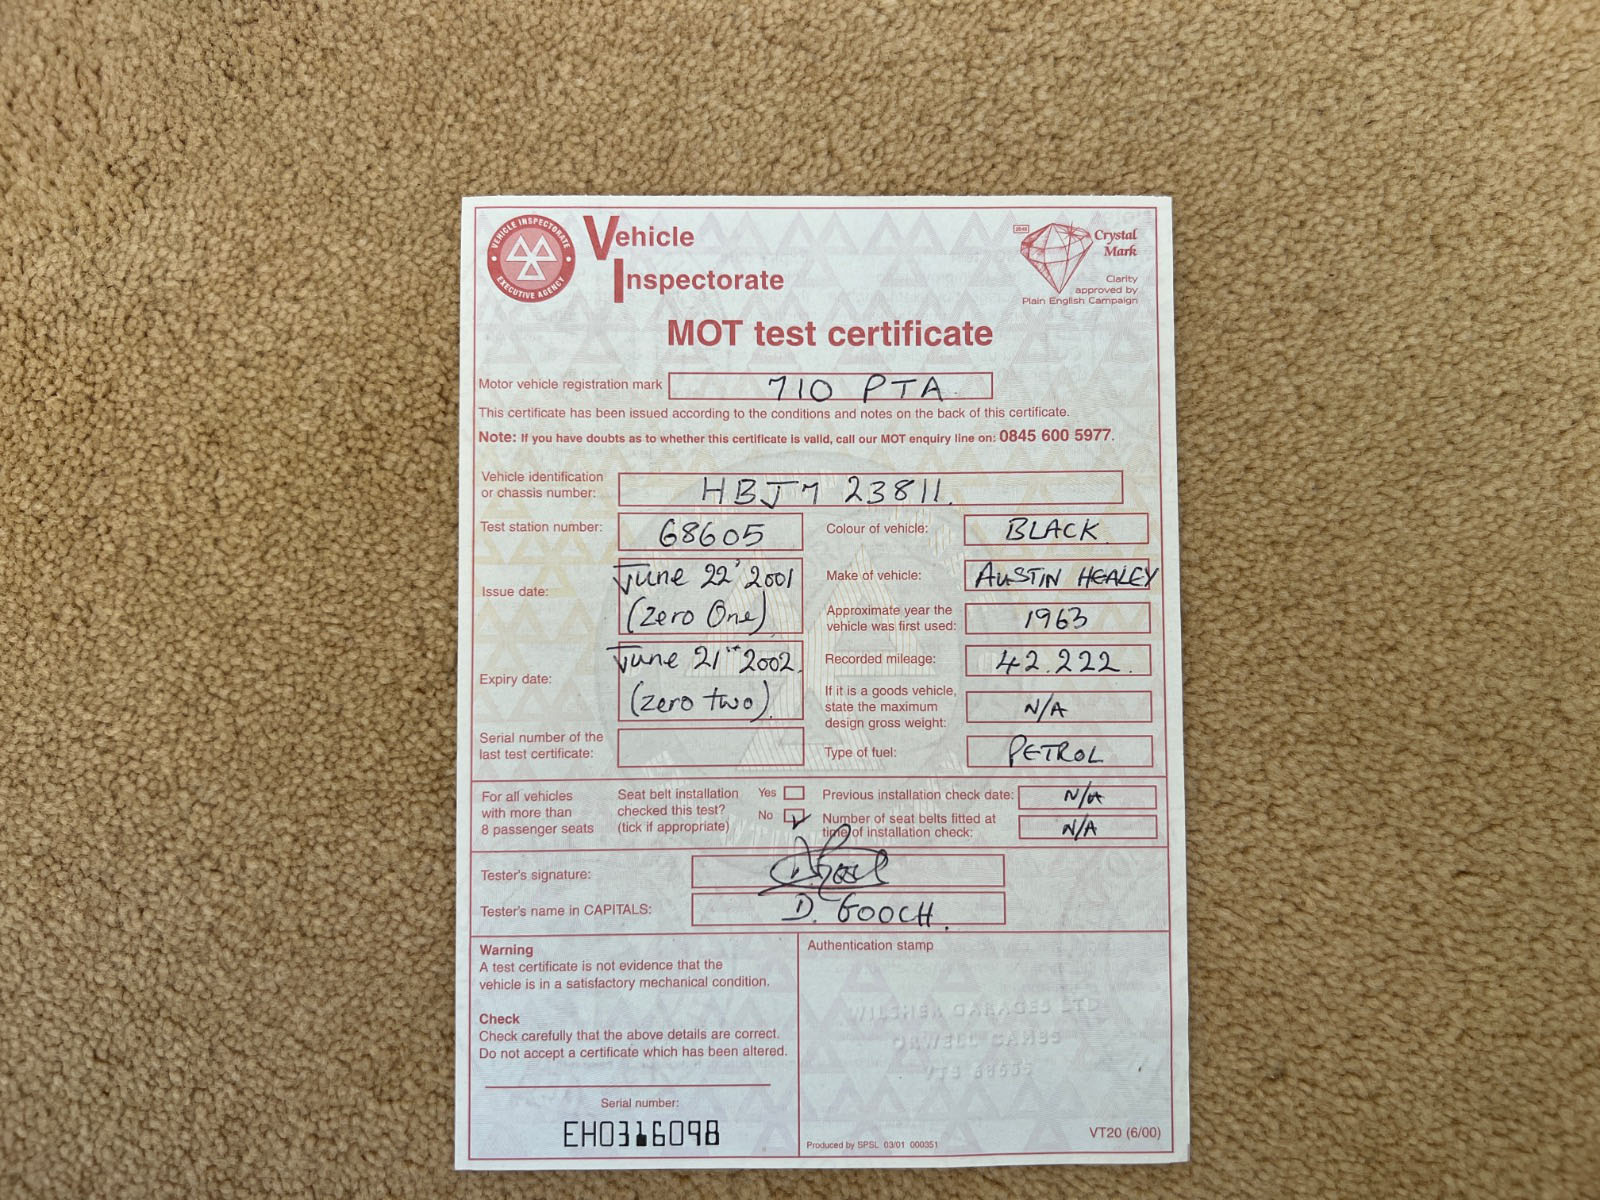 VEHICLE INSPECTORATE
EXECUTIVE AGENCY
Vehicle
Inspectorate
Crystal
Mark
Clarity
approved by
Plain English Campaign
MOT test certificate
Motor vehicle registration mark 710 PTA
This certificate has been issued according to the conditions and notes on the back of this certificate.
Note: If you have doubts as to whether this certificate is valid, call our MOT enquiry line on: 0845 600 5977.
Vehicle identification
or chassis number: HBJ7 23811.
Test station number: 68605
Colour of vehicle: BLACK.
Issue date: June 22' 2001
(Zero One)
Make of vehicle: AUSTIN HEALEY
Approximate year the
vehicle was first used: 1963
Expiry date: June 21st 2002.
(zero two).
Recorded mileage: 42.222.
If it is a goods vehicle,
state the maximum
design gross weight: N/A
Serial number of the
last test certificate:
Type of fuel: PETROL
For all vehicles
with more than
8 passenger seats
Seat belt installation
checked this test?
(tick if appropriate)
Yes
No
Previous installation check date: N/A
Number of seat belts fitted at
time of installation check: N/A
Tester's signature:
Tester's name in CAPITALS: D. GOOCH.
Warning
A test certificate is not evidence that the
vehicle is in a satisfactory mechanical condition.
Check
Check carefully that the above details are correct.
Do not accept a certificate which has been altered.
Serial number:
EH0316098
Authentication stamp
WILSHER GARAGES LTD
ORWELL CAMBS
VTS
Produced by SPSL 03/01 000351
VT20 (6/00)